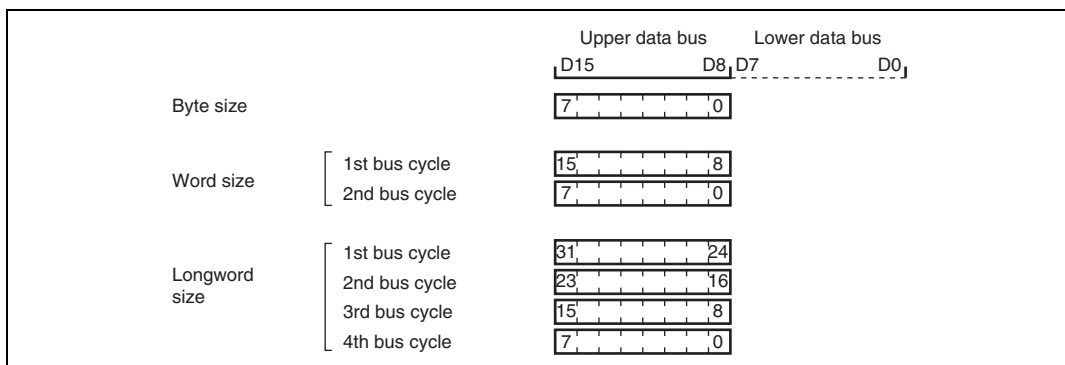 Upper data bus Lower data bus
D15 D8 D7 D0
Byte size 7 0
Word size 1st bus cycle 15 8
2nd bus cycle 7 0
Longword size 1st bus cycle 31 24
2nd bus cycle 23 16
3rd bus cycle 15 8
4th bus cycle 7 0